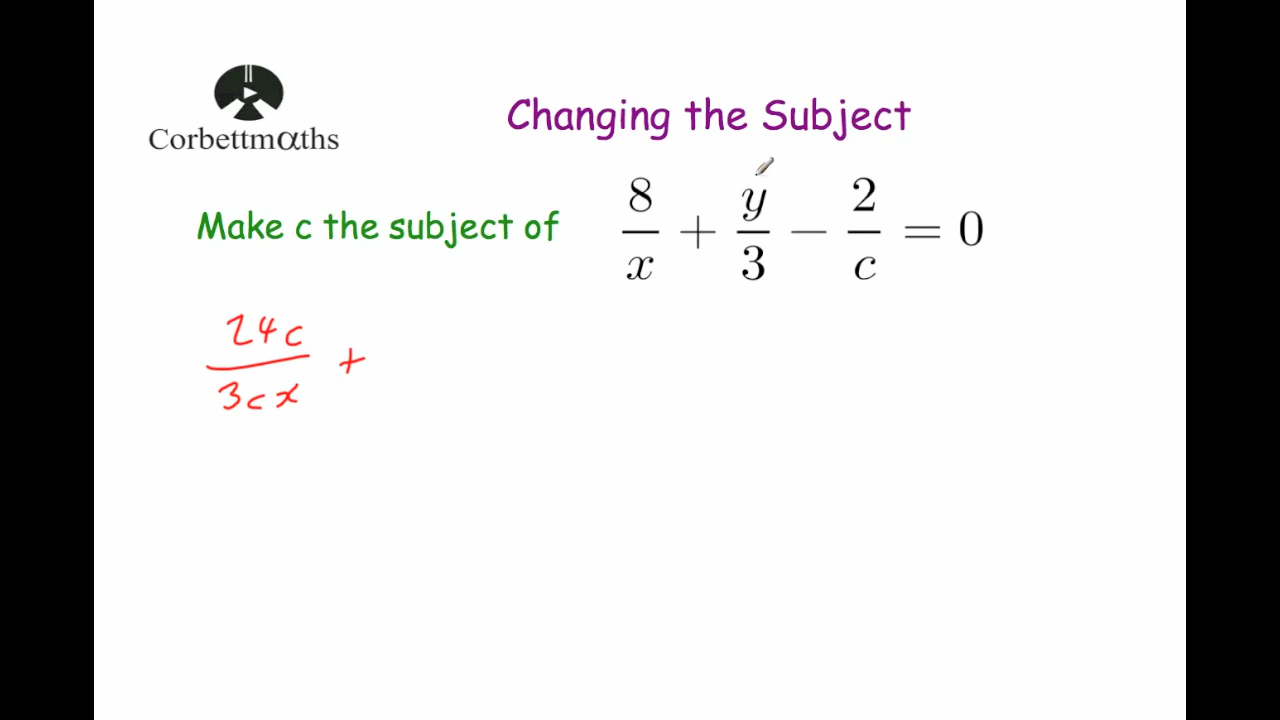 Corbettmαths
Changing the Subject
Make c the subject of 8/x + y/3 − 2/c = 0
24c/3cx +